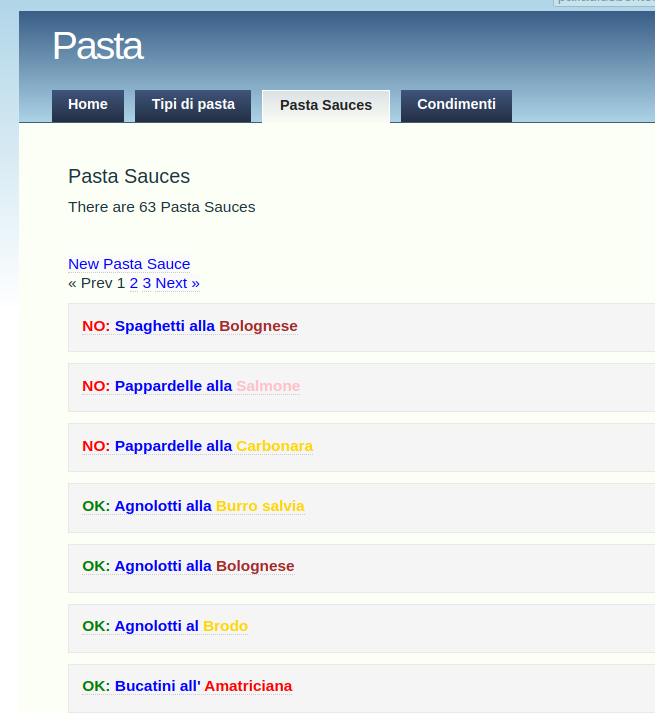 Pasta
Home Tipi di pasta Pasta Sauces Condimenti
Pasta Sauces
There are 63 Pasta Sauces
New Pasta Sauce
« Prev 1 2 3 Next »
NO: Spaghetti alla Bolognese
NO: Pappardelle alla Salmone
NO: Pappardelle alla Carbonara
OK: Agnolotti alla Burro salvia
OK: Agnolotti alla Bolognese
OK: Agnolotti al Brodo
OK: Bucatini all' Amatriciana